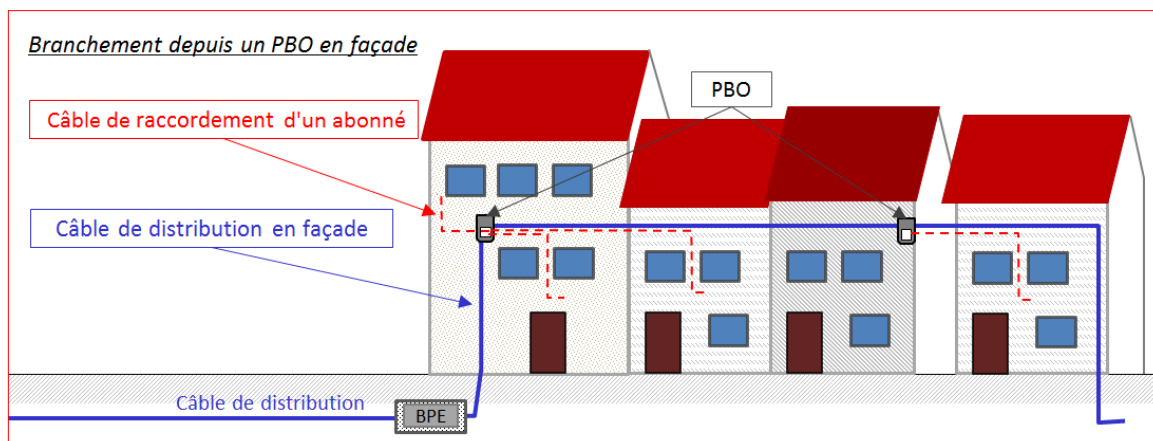 Branchement depuis un PBO en façade
PBO
Câble de raccordement d'un abonné
Câble de distribution en façade
Câble de distribution
BPE